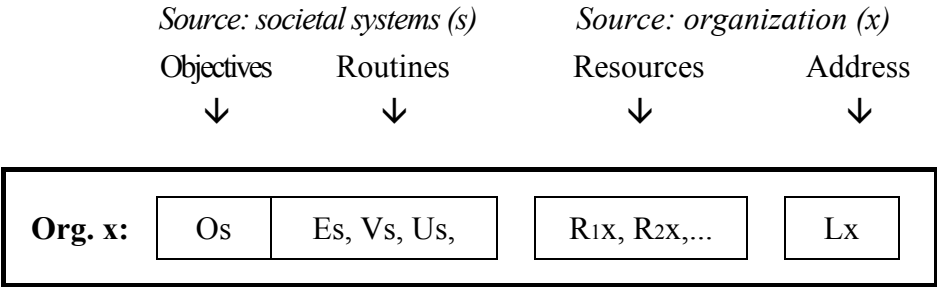 Source: societal systems (s) Source: organization (x)
Objectives Routines Resources Address
Org. x: Os Es, Vs, Us, R1x, R2x,... Lx